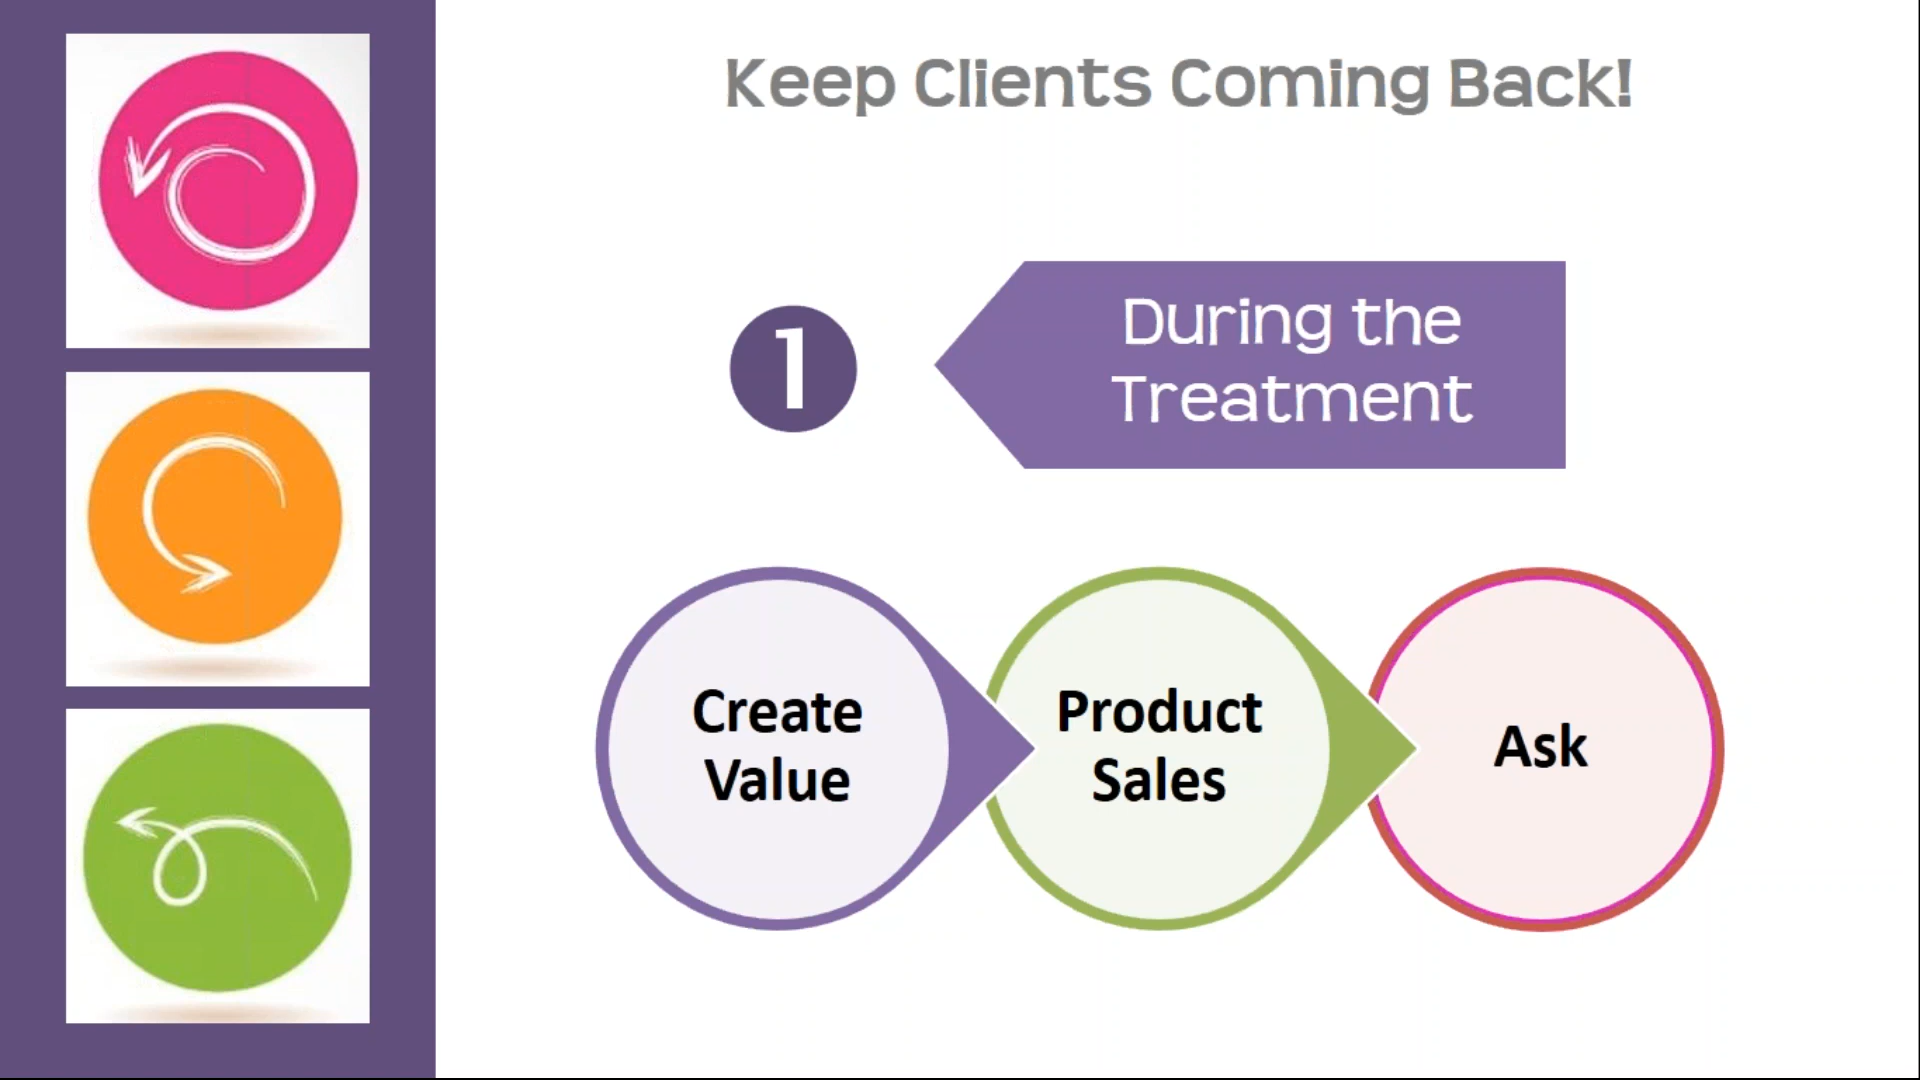 Keep Clients Coming Back!
1
During the
Treatment
Create
Value
Product
Sales
Ask